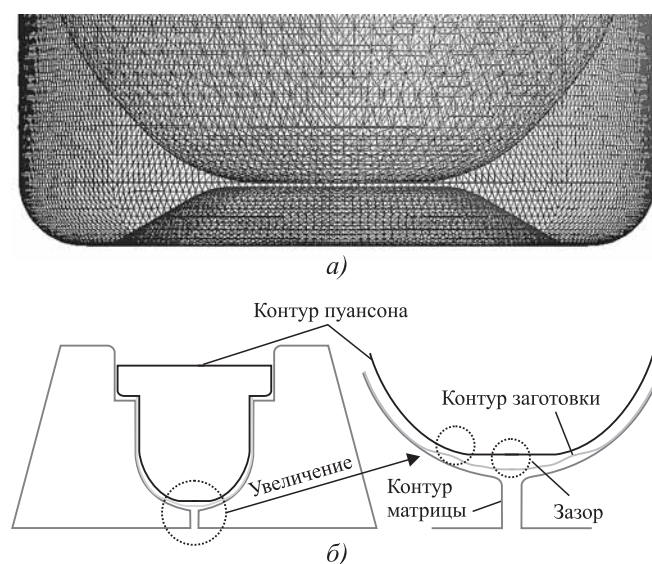 а)
Контур пуансона
Контур заготовки
Увеличение
Контур
матрицы
Зазор
б)